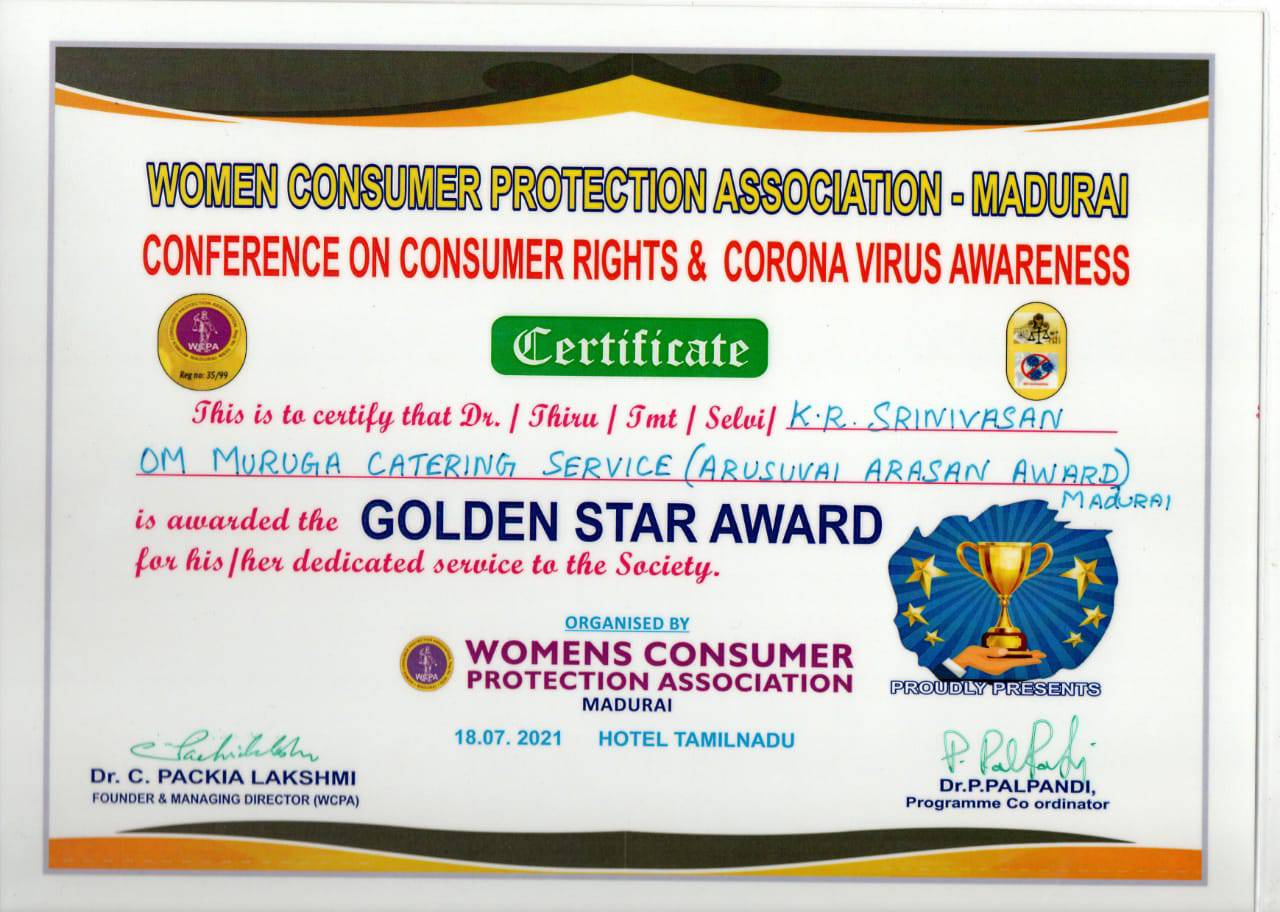 WOMEN CONSUMER PROTECTION ASSOCIATION - MADURAI
CONFERENCE ON CONSUMER RIGHTS & CORONA VIRUS AWARENESS
WCPA
Reg no: 35/99
Certificate
This is to certify that Dr. / Thiru / Tmt / Selvi/ K.R. SRINIVASAN
OM MURUGA CATERING SERVICE (ARUSUVAI ARASAN AWARD)
MADURAI
is awarded the GOLDEN STAR AWARD
for his/her dedicated service to the Society.
PROUDLY PRESENTS
ORGANISED BY
WCPA
WOMENS CONSUMER
PROTECTION ASSOCIATION
MADURAI
18.07. 2021 HOTEL TAMILNADU
Dr. C. PACKIA LAKSHMI
FOUNDER & MANAGING DIRECTOR (WCPA)
P. Palpandi
Dr.P.PALPANDI,
Programme Co ordinator